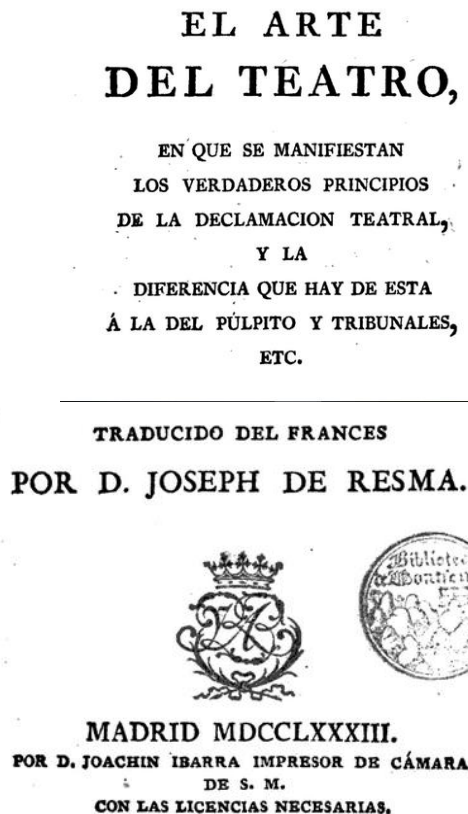 EL ARTE
DEL TEATRO,
EN QUE SE MANIFIESTAN
LOS VERDADEROS PRINCIPIOS
DE LA DECLAMACION TEATRAL,
Y LA
DIFERENCIA QUE HAY DE ESTA
Á LA DEL PÚLPITO Y TRIBUNALES,
ETC.
TRADUCIDO DEL FRANCES
POR D. JOSEPH DE RESMA.
MADRID MDCCLXXXIII.
POR D. JOACHIN IBARRA IMPRESOR DE CÁMARA
DE S. M.
CON LAS LICENCIAS NECESARIAS.